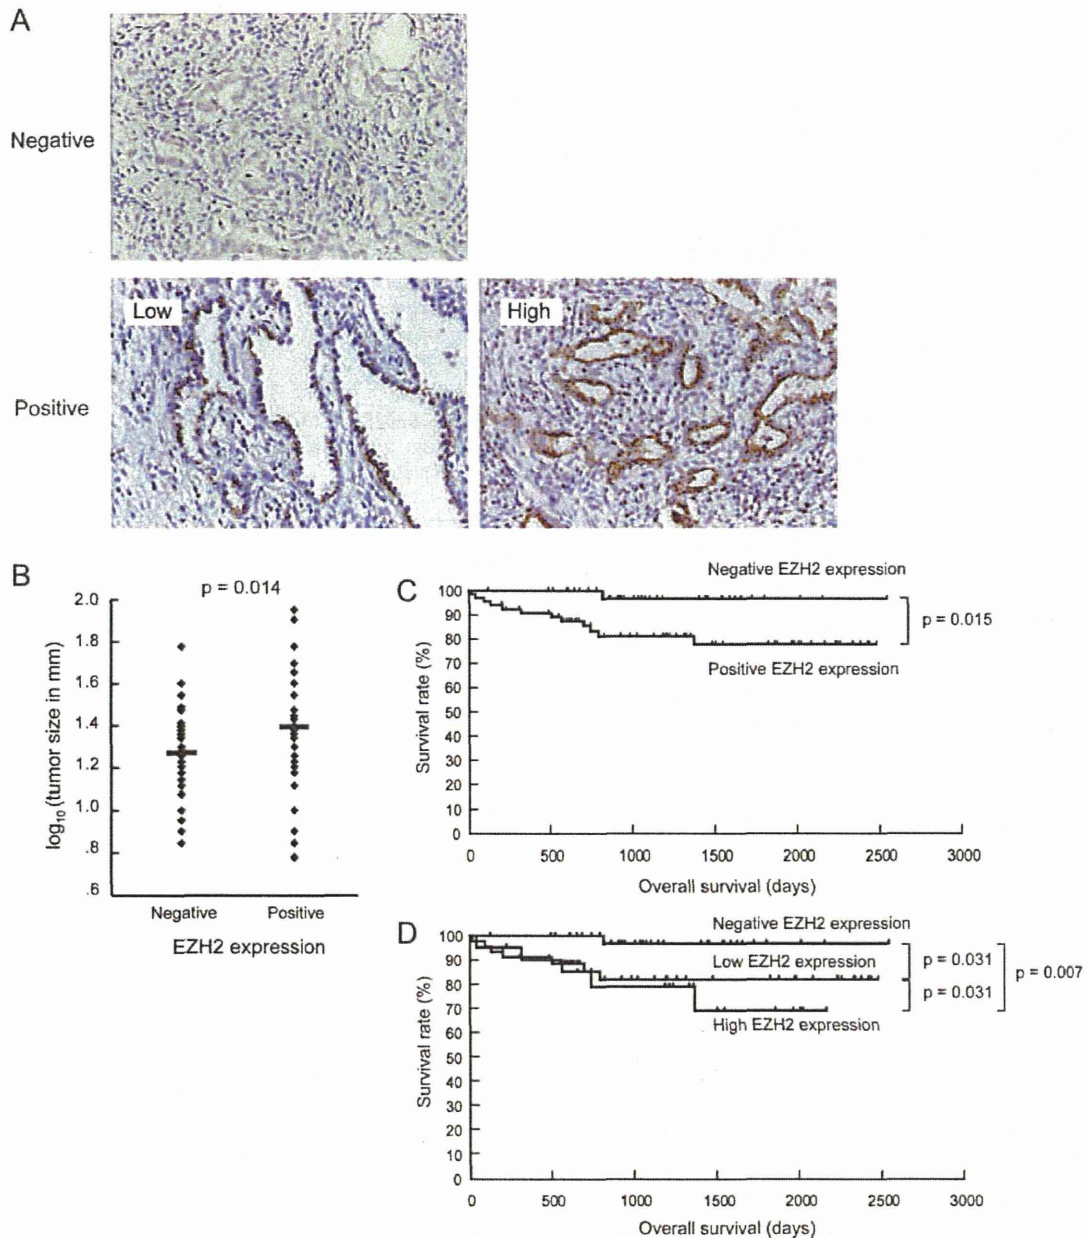 A
Negative
Low
High
Positive
B
p = 0.014
2.0
1.8
1.6
1.4
1.2
1.0
.8
.6
log10(tumor size in mm)
Negative
Positive
EZH2 expression
C
Negative EZH2 expression
p = 0.015
Positive EZH2 expression
100
90
80
70
60
50
40
30
20
10
0
Survival rate (%)
0
500
1000
1500
2000
2500
3000
Overall survival (days)
D
Negative EZH2 expression
p = 0.031
Low EZH2 expression
p = 0.007
p = 0.031
High EZH2 expression
100
90
80
70
60
50
40
30
20
10
0
Survival rate (%)
0
500
1000
1500
2000
2500
3000
Overall survival (days)